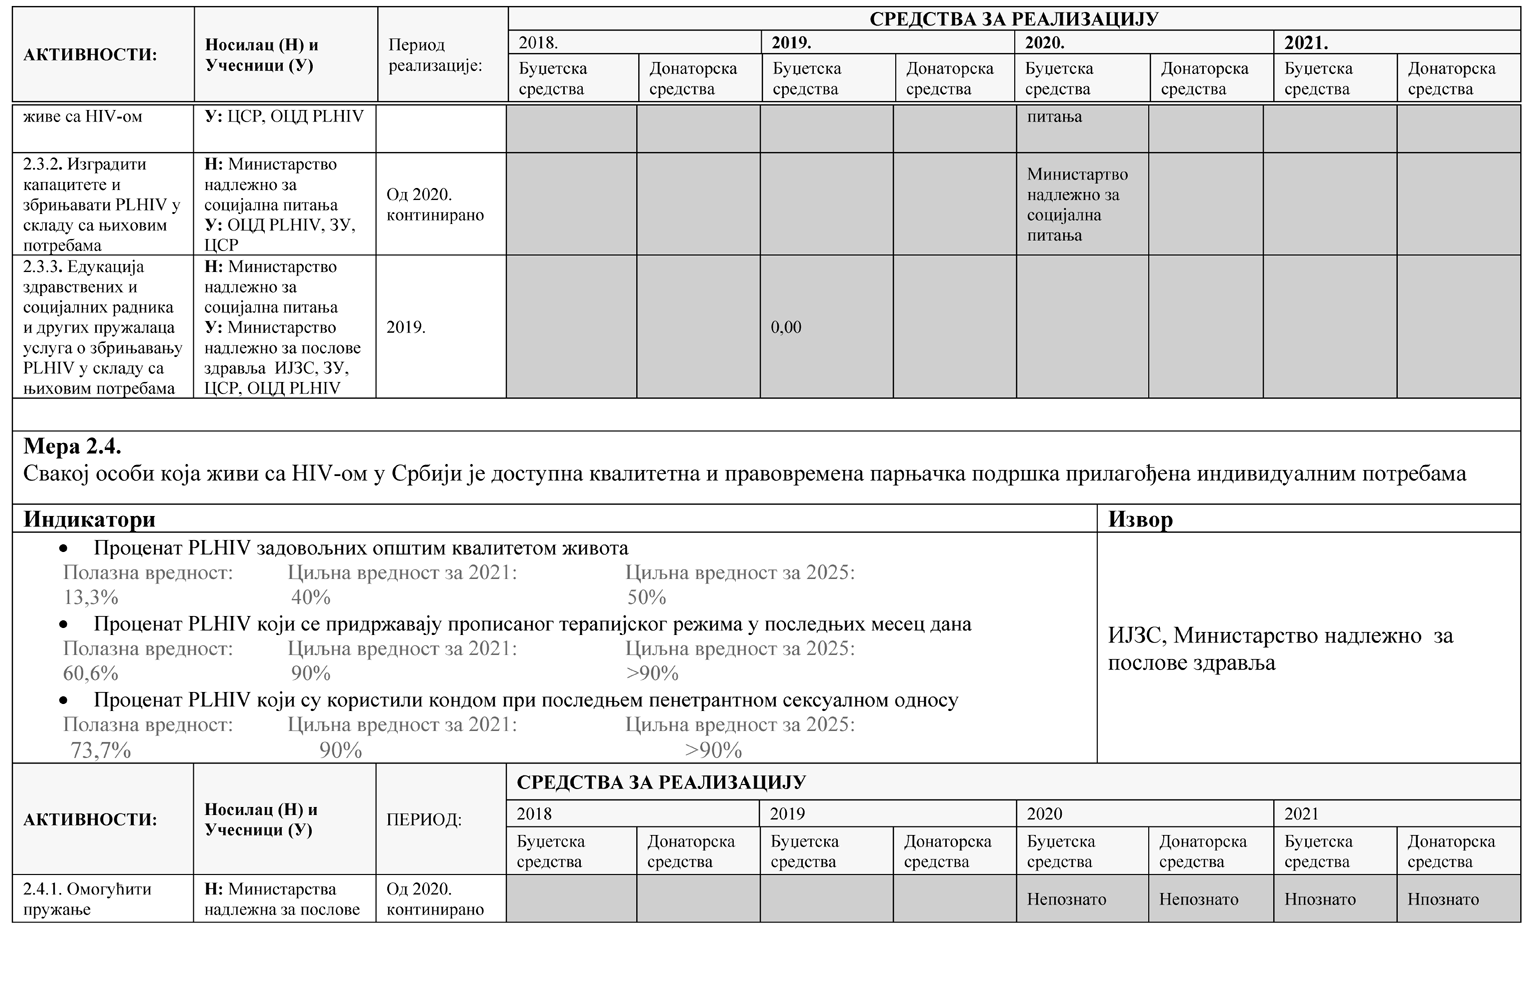 АКТИВНОСТИ:
Носилац (Н) и
Учесници (У)
Период
реализације:
СРЕДСТВА ЗА РЕАЛИЗАЦИЈУ
2018.
2019.
2020.
2021.
Буџетска
средства
Донаторска
средства
Буџетска
средства
Донаторска
средства
Буџетска
средства
Донаторска
средства
Буџетска
средства
Донаторска
средства
живе са HIV-ом
У: ЦСР, ОЦД PLHIV
питања
2.3.2. Изградити
капацитете и
збрињавати PLHIV у
складу са њиховим
потребама
Н: Министарство
надлежно за
социјална питања
У: ОЦД PLHIV, ЗУ,
ЦСР
Од 2020.
континирано
Министартво
надлежно за
социјална
питања
2.3.3. Едукација
здравствених и
социјалних радника
и других пружалаца
услуга о збрињавању
PLHIV у складу са
њиховим потребама
Н: Министарство
надлежно за
социјална питања
У: Министарство
надлежно за послове
здравља ИЈЗС, ЗУ,
ЦСР, ОЦД PLHIV
2019.
0,00
Мера 2.4.
Свакој особи која живи са HIV-ом у Србији је доступна квалитетна и правовремена парњачка подршка прилагођена индивидуалним потребама
Индикатори
Извор
• Проценат PLHIV задовољних општим квалитетом живота
Полазна вредност: Циљна вредност за 2021: Циљна вредност за 2025:
13,3% 40% 50%
• Проценат PLHIV који се придржавају прописаног терапијског режима у последњих месец дана
Полазна вредност: Циљна вредност за 2021: Циљна вредност за 2025:
60,6% 90% >90%
• Проценат PLHIV који су користили кондом при последњем пенетрантном сексуалном односу
Полазна вредност: Циљна вредност за 2021: Циљна вредност за 2025:
73,7% 90% >90%
ИЈЗС, Министарство надлежно за
послове здравља
АКТИВНОСТИ:
Носилац (Н) и
Учесници (У)
ПЕРИОД:
СРЕДСТВА ЗА РЕАЛИЗАЦИЈУ
2018
2019
2020
2021
Буџетска
средства
Донаторска
средства
Буџетска
средства
Донаторска
средства
Буџетска
средства
Донаторска
средства
Буџетска
средства
Донаторска
средства
2.4.1. Омогућити
пружање
Н: Министарства
надлежна за послове
Од 2020.
континирано
Непознато
Непознато
Нпознато
Нпознато